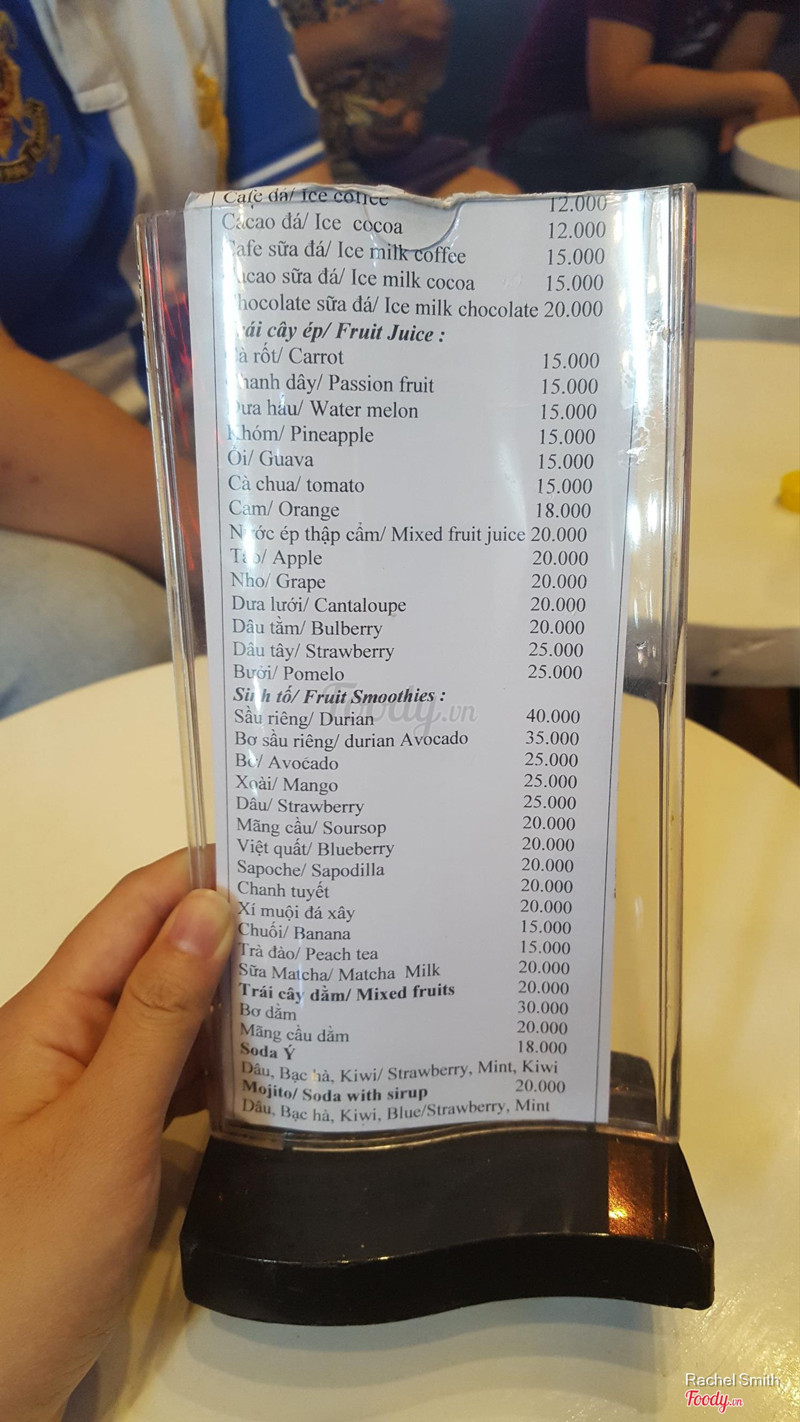 Cafe đá/ Ice coffee 12.000
Cacao đá/ Ice cocoa 12.000
Cafe sữa đá/ Ice milk coffee 15.000
Cacao sữa đá/ Ice milk cocoa 15.000
Chocolate sữa đá/ Ice milk chocolate 20.000
Trái cây ép/ Fruit Juice :
Cà rốt/ Carrot 15.000
Chanh dây/ Passion fruit 15.000
Dưa hấu/ Water melon 15.000
Khóm/ Pineapple 15.000
Ổi/ Guava 15.000
Cà chua/ tomato 15.000
Cam/ Orange 18.000
Nước ép thập cẩm/ Mixed fruit juice 20.000
Táo/ Apple 20.000
Nho/ Grape 20.000
Dưa lưới/ Cantaloupe 20.000
Dâu tằm/ Bulberry 20.000
Dâu tây/ Strawberry 25.000
Bưởi/ Pomelo 25.000
Sinh tố/ Fruit Smoothies :
Sầu riêng/ Durian 40.000
Bơ sầu riêng/ durian Avocado 35.000
Bơ/ Avocado 25.000
Xoài/ Mango 25.000
Dâu/ Strawberry 25.000
Mãng cầu/ Soursop 20.000
Việt quất/ Blueberry 20.000
Sapoche/ Sapodilla 20.000
Chanh tuyết 20.000
Xí muội đá xây 20.000
Chuối/ Banana 15.000
Trà đào/ Peach tea 15.000
Sữa Matcha/ Matcha Milk 20.000
Trái cây dằm/ Mixed fruits 20.000
Bơ dằm 30.000
Mãng cầu dằm 20.000
Soda Ý 18.000
Dâu, Bạc hà, Kiwi/ Strawberry, Mint, Kiwi
Mojito/ Soda with sirup 20.000
Dâu, Bạc hà, Kiwi, Blue/Strawberry, Mint
Foody.vn
Rachel Smith
Foody.vn